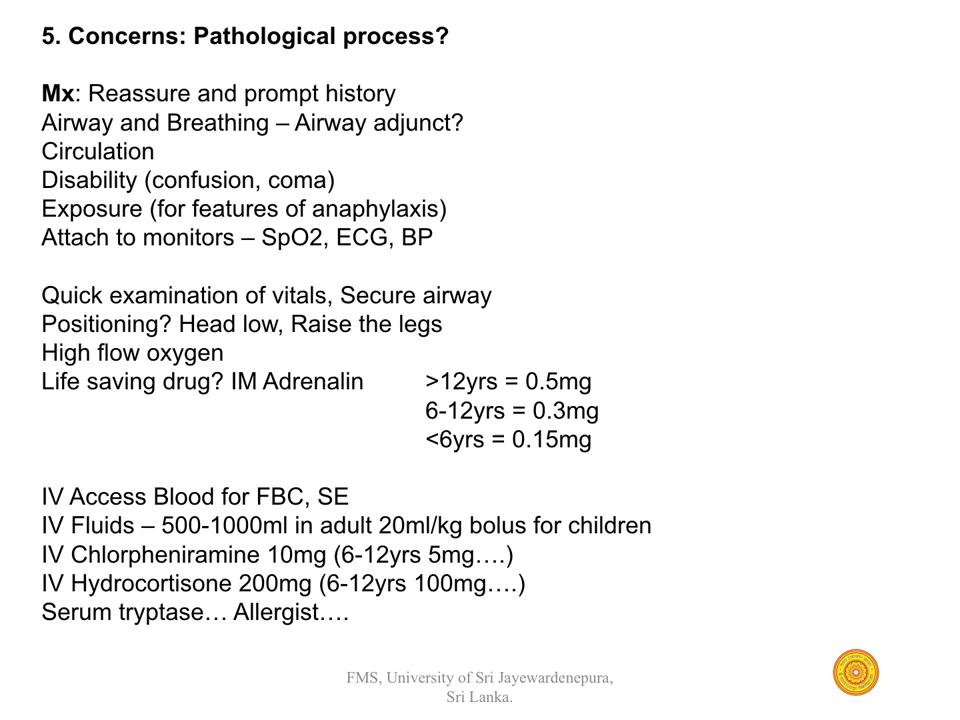 5. Concerns: Pathological process?
Mx: Reassure and prompt history
Airway and Breathing – Airway adjunct?
Circulation
Disability (confusion, coma)
Exposure (for features of anaphylaxis)
Attach to monitors – SpO2, ECG, BP
Quick examination of vitals, Secure airway
Positioning? Head low, Raise the legs
High flow oxygen
Life saving drug? IM Adrenalin >12yrs = 0.5mg
6-12yrs = 0.3mg
<6yrs = 0.15mg
IV Access Blood for FBC, SE
IV Fluids – 500-1000ml in adult 20ml/kg bolus for children
IV Chlorpheniramine 10mg (6-12yrs 5mg….)
IV Hydrocortisone 200mg (6-12yrs 100mg….)
Serum tryptase… Allergist….
FMS, University of Sri Jayewardenepura,
Sri Lanka.